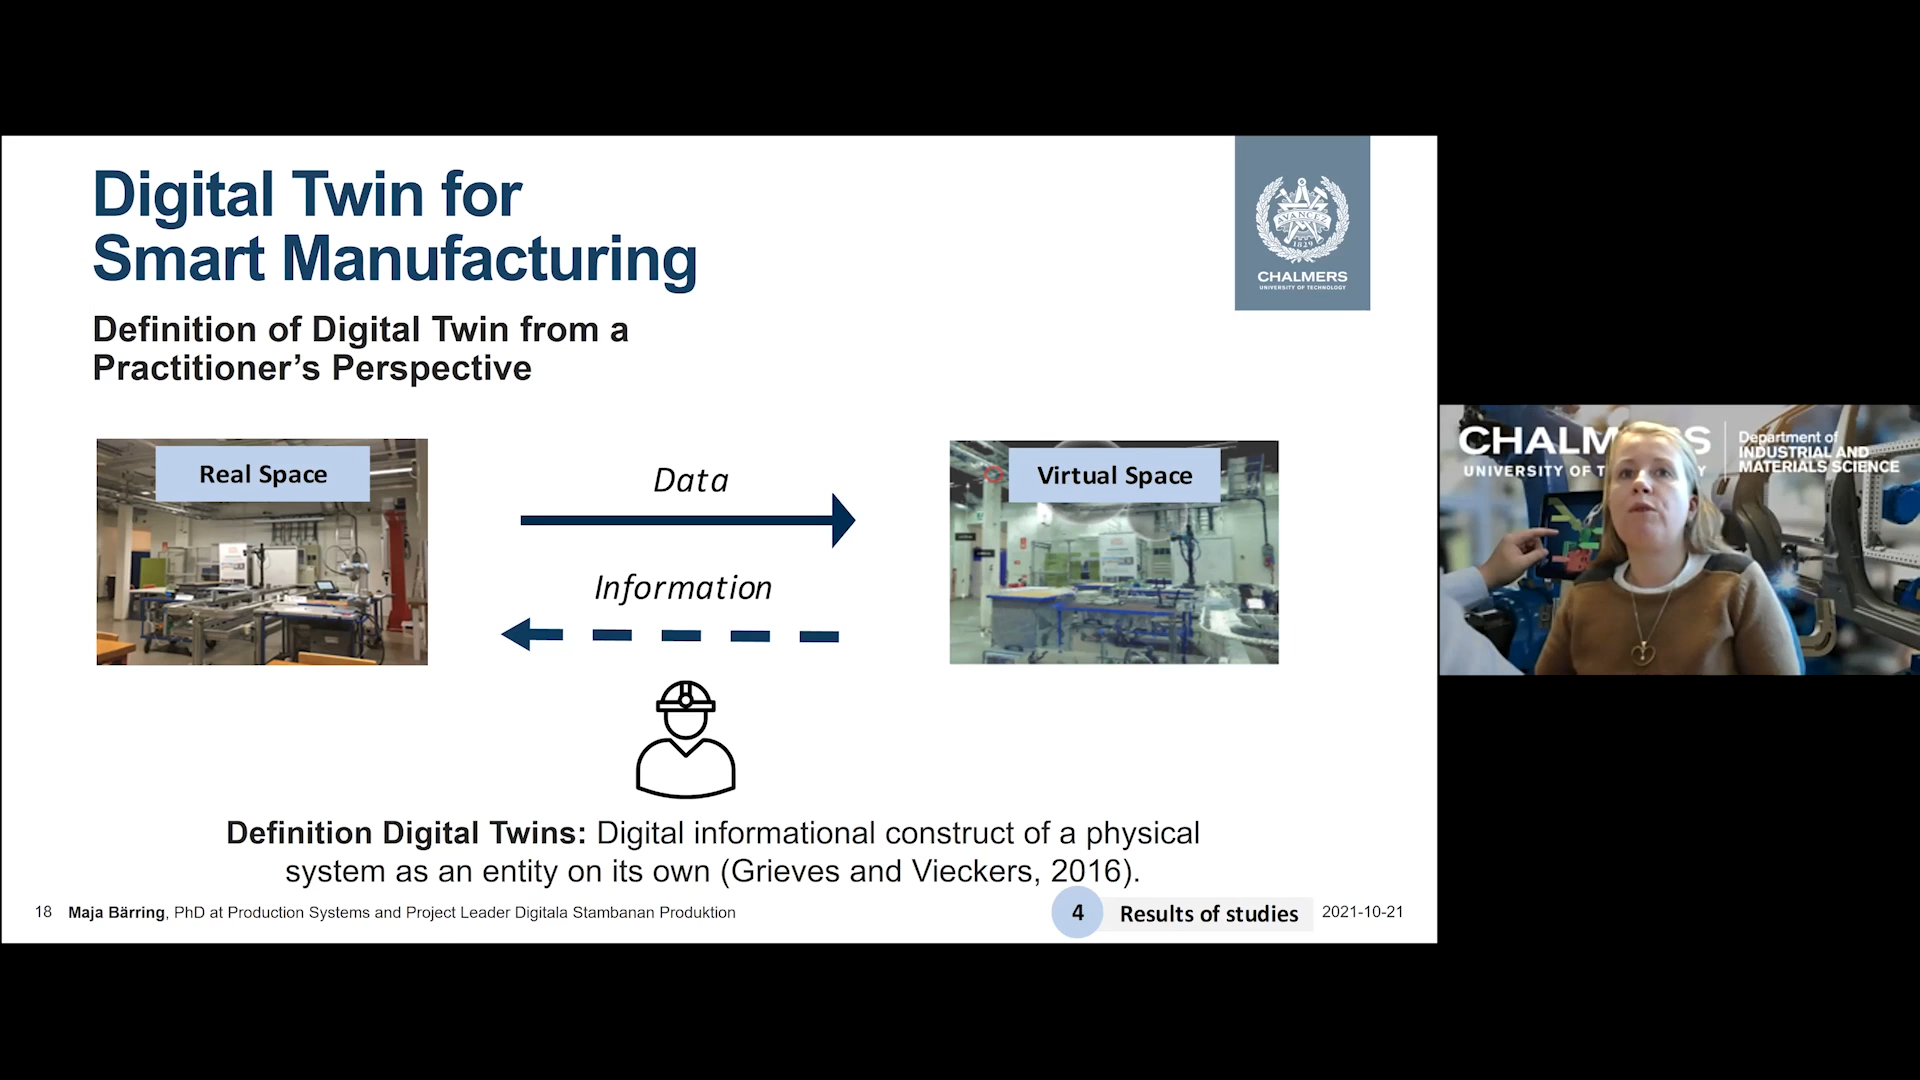 Digital Twin for
Smart Manufacturing
Definition of Digital Twin from a
Practitioner's Perspective
AVANCEZ
1829
CHALMERS
UNIVERSITY OF TECHNOLOGY
Real Space
Data
Information
Virtual Space
Definition Digital Twins: Digital informational construct of a physical
system as an entity on its own (Grieves and Vieckers, 2016).
18 Maja Bärring, PhD at Production Systems and Project Leader Digitala Stambanan Produktion
4 Results of studies 2021-10-21
CHALM S
UNIVERSITY OF T Y
Department of
INDUSTRIAL AND
MATERIALS SCIENCE